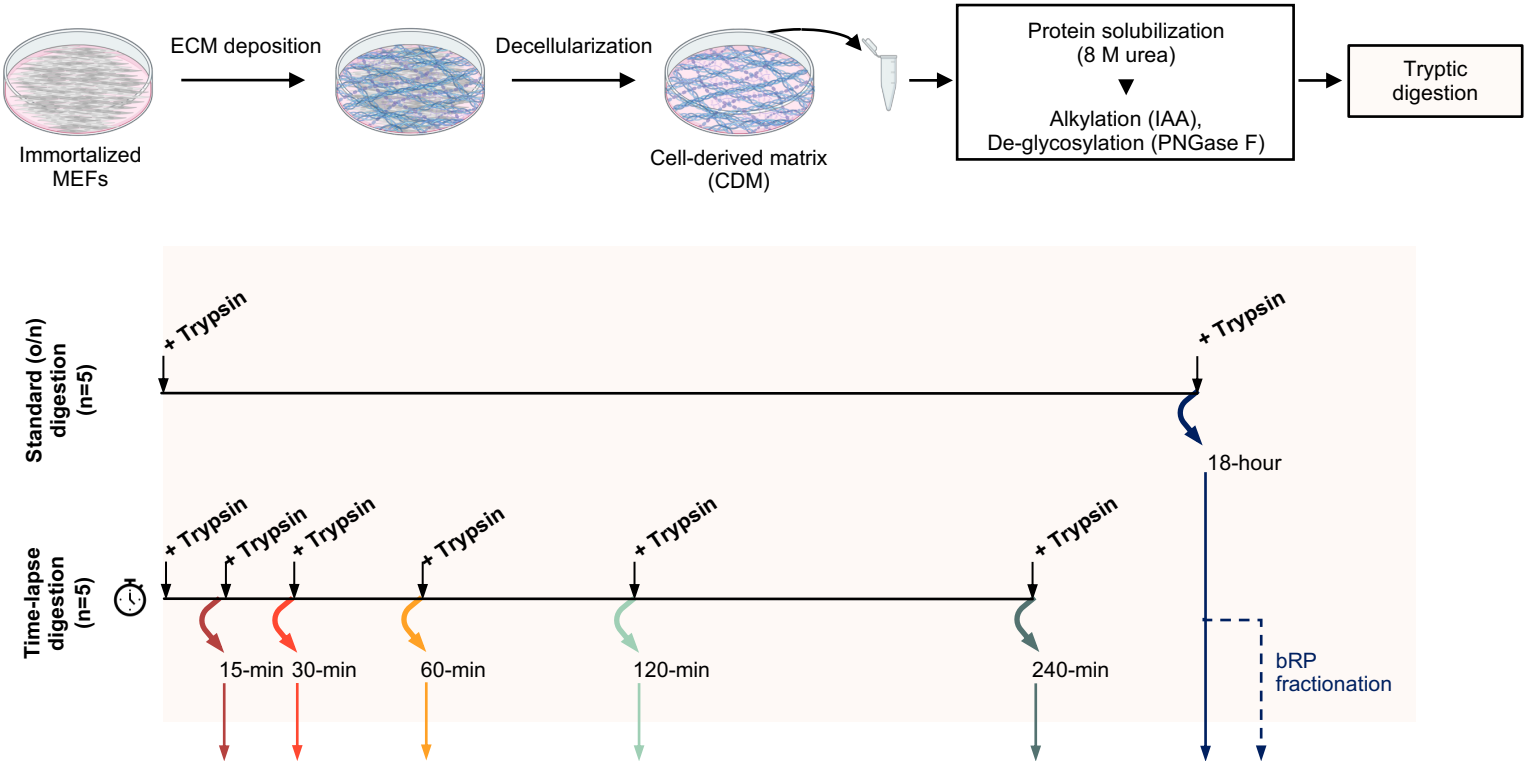 ECM deposition
Decellularization
Immortalized
MEFs
Cell-derived matrix
(CDM)
Protein solubilization
(8 M urea)
Alkylation (IAA),
De-glycosylation (PNGase F)
Tryptic
digestion
Standard (o/n)
digestion
(n=5)
+ Trypsin
+ Trypsin
18-hour
Time-lapse
digestion
(n=5)
+ Trypsin
+ Trypsin
+ Trypsin
+ Trypsin
+ Trypsin
+ Trypsin
15-min
30-min
60-min
120-min
240-min
bRP
fractionation